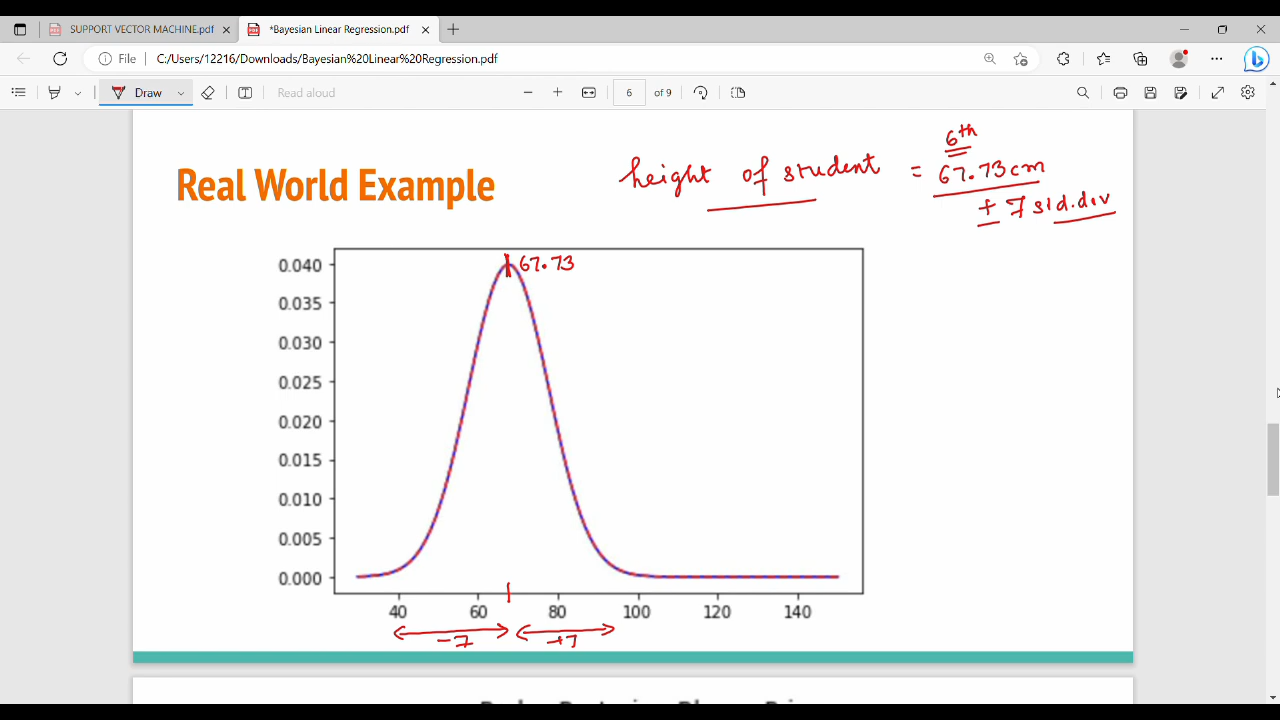 SUPPORT VECTOR MACHINE.pdf
*Bayesian Linear Regression.pdf
File C:/Users/12216/Downloads/Bayesian%20Linear%20Regression.pdf
Draw Read aloud 6 of 9
Real World Example
height of student = 6th 67.73cm
+ 7 std.dev
67.73
0.040
0.035
0.030
0.025
0.020
0.015
0.010
0.005
0.000
40 60 80 100 120 140
-7 +7